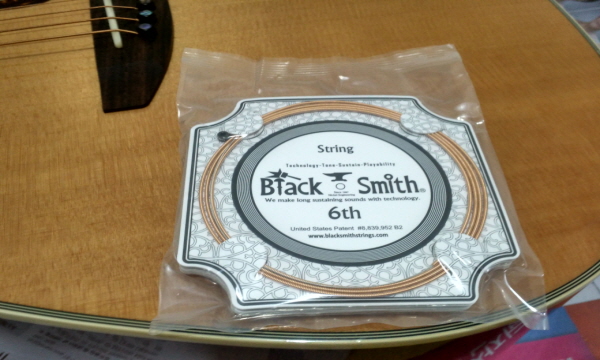 String
Technology-Tone-Sustain-Playability
Black Smith®
We make long sustaining sounds with technology.
6th
United States Patent #6,839,952 B2
www.blacksmithstrings.com